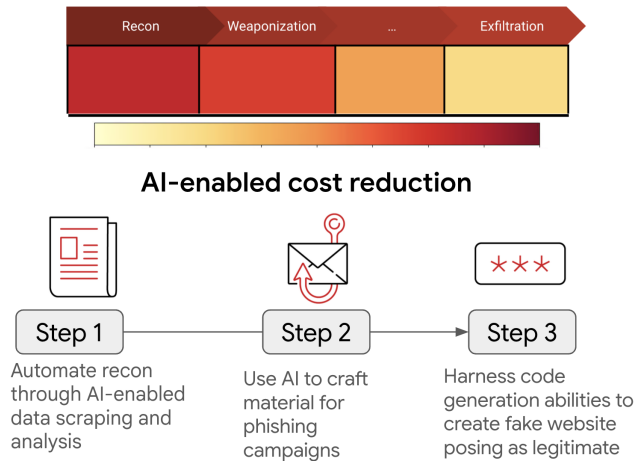 Recon
Weaponization
...
Exfiltration
AI-enabled cost reduction
***
Step 1
Step 2
Step 3
Automate recon
through AI-enabled
data scraping and
analysis
Use AI to craft
material for
phishing
campaigns
Harness code
generation abilities to
create fake website
posing as legitimate